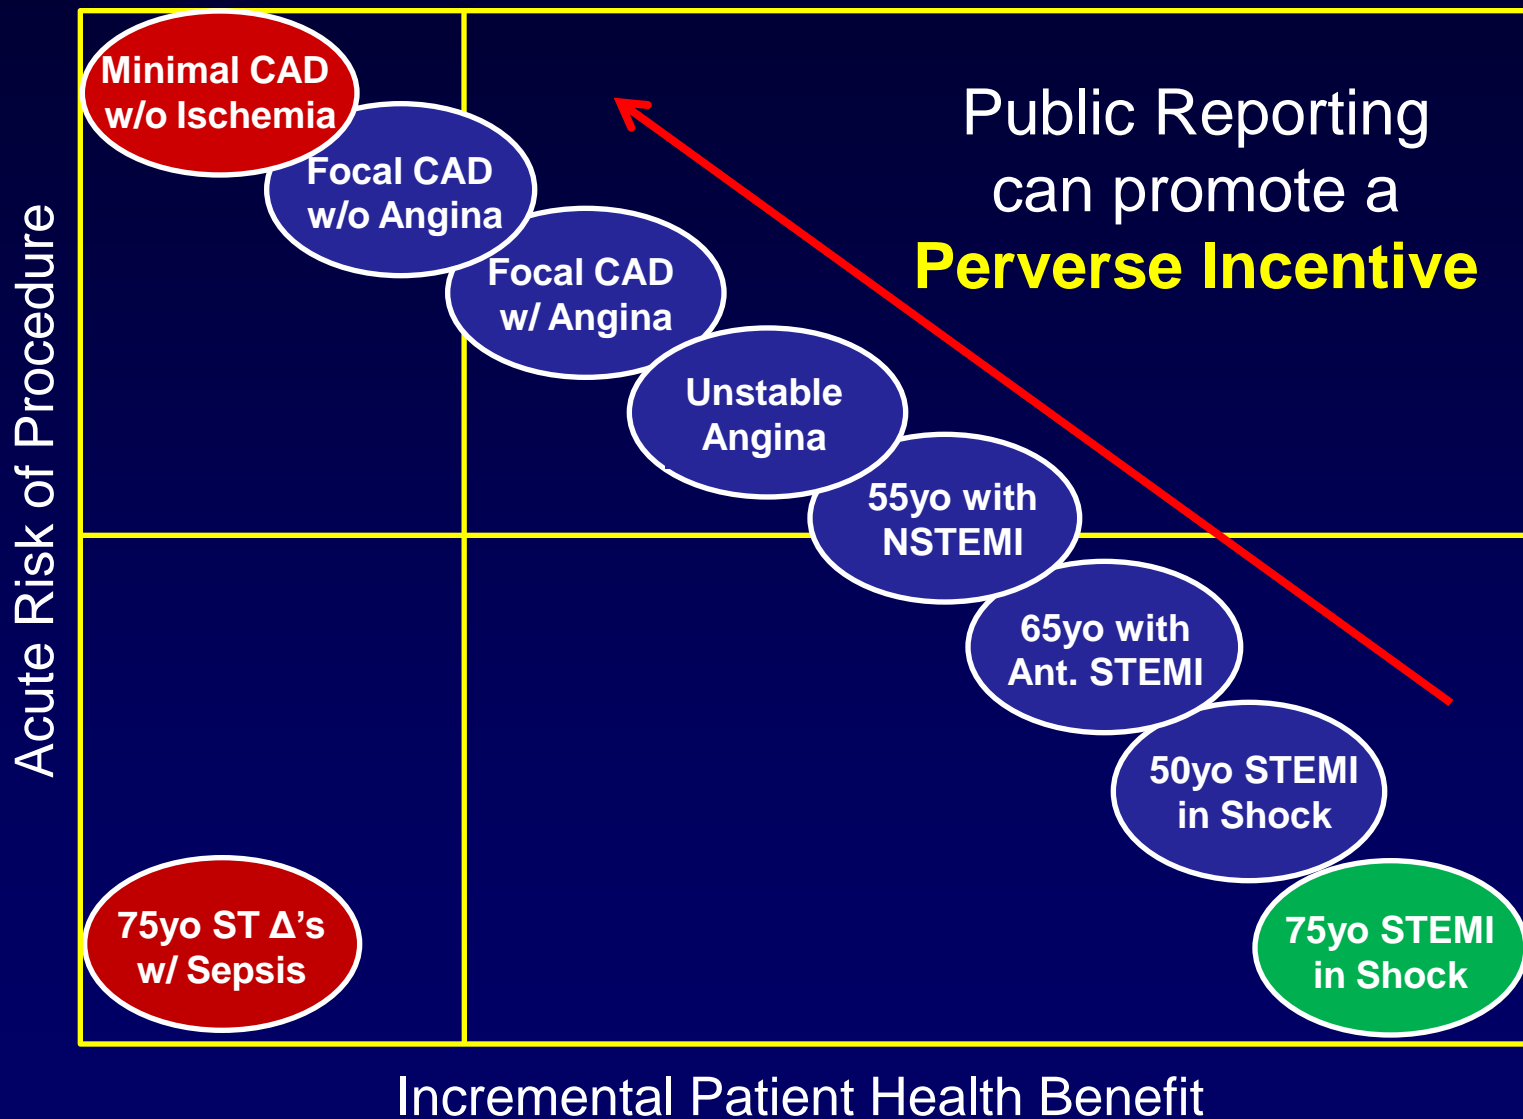 Minimal CAD
w/o Ischemia
Focal CAD
w/o Angina
Focal CAD
w/ Angina
Unstable
Angina
55yo with
NSTEMI
65yo with
Ant. STEMI
50yo STEMI
in Shock
75yo STEMI
in Shock
75yo ST Δ’s
w/ Sepsis
Public Reporting
can promote a
Perverse Incentive
Acute Risk of Procedure
Incremental Patient Health Benefit